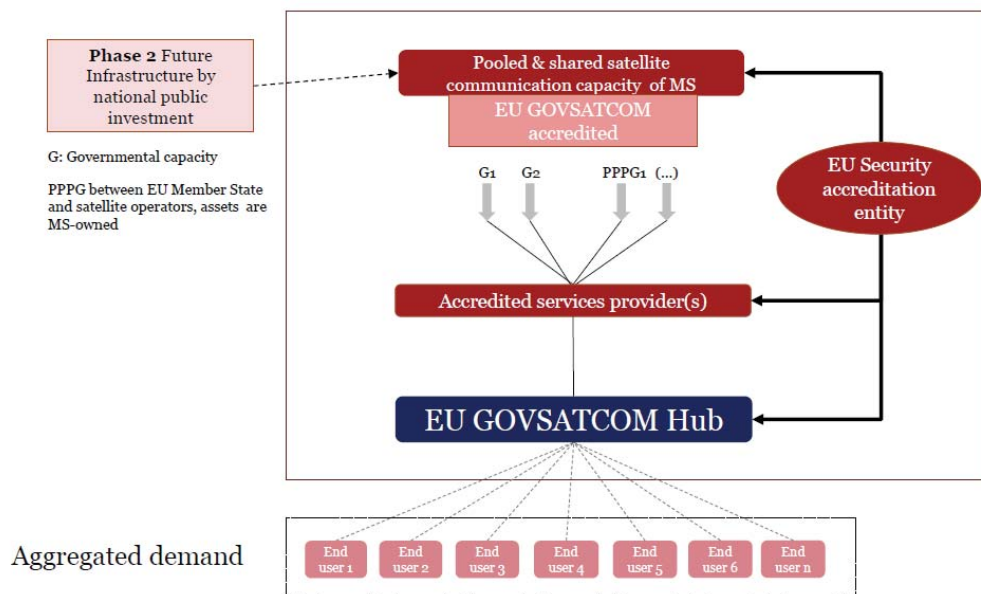 Phase 2 Future
Infrastructure by
national public
investment
G: Governmental capacity
PPPG between EU Member State
and satellite operators, assets are
MS-owned
Pooled & shared satellite
communication capacity of MS
EU GOVSATCOM
accredited
G1 G2 PPPG1 (...)
EU Security
accreditation
entity
Accredited services provider(s)
EU GOVSATCOM Hub
Aggregated demand
End
user 1
End
user 2
End
user 3
End
user 4
End
user 5
End
user 6
End
user n